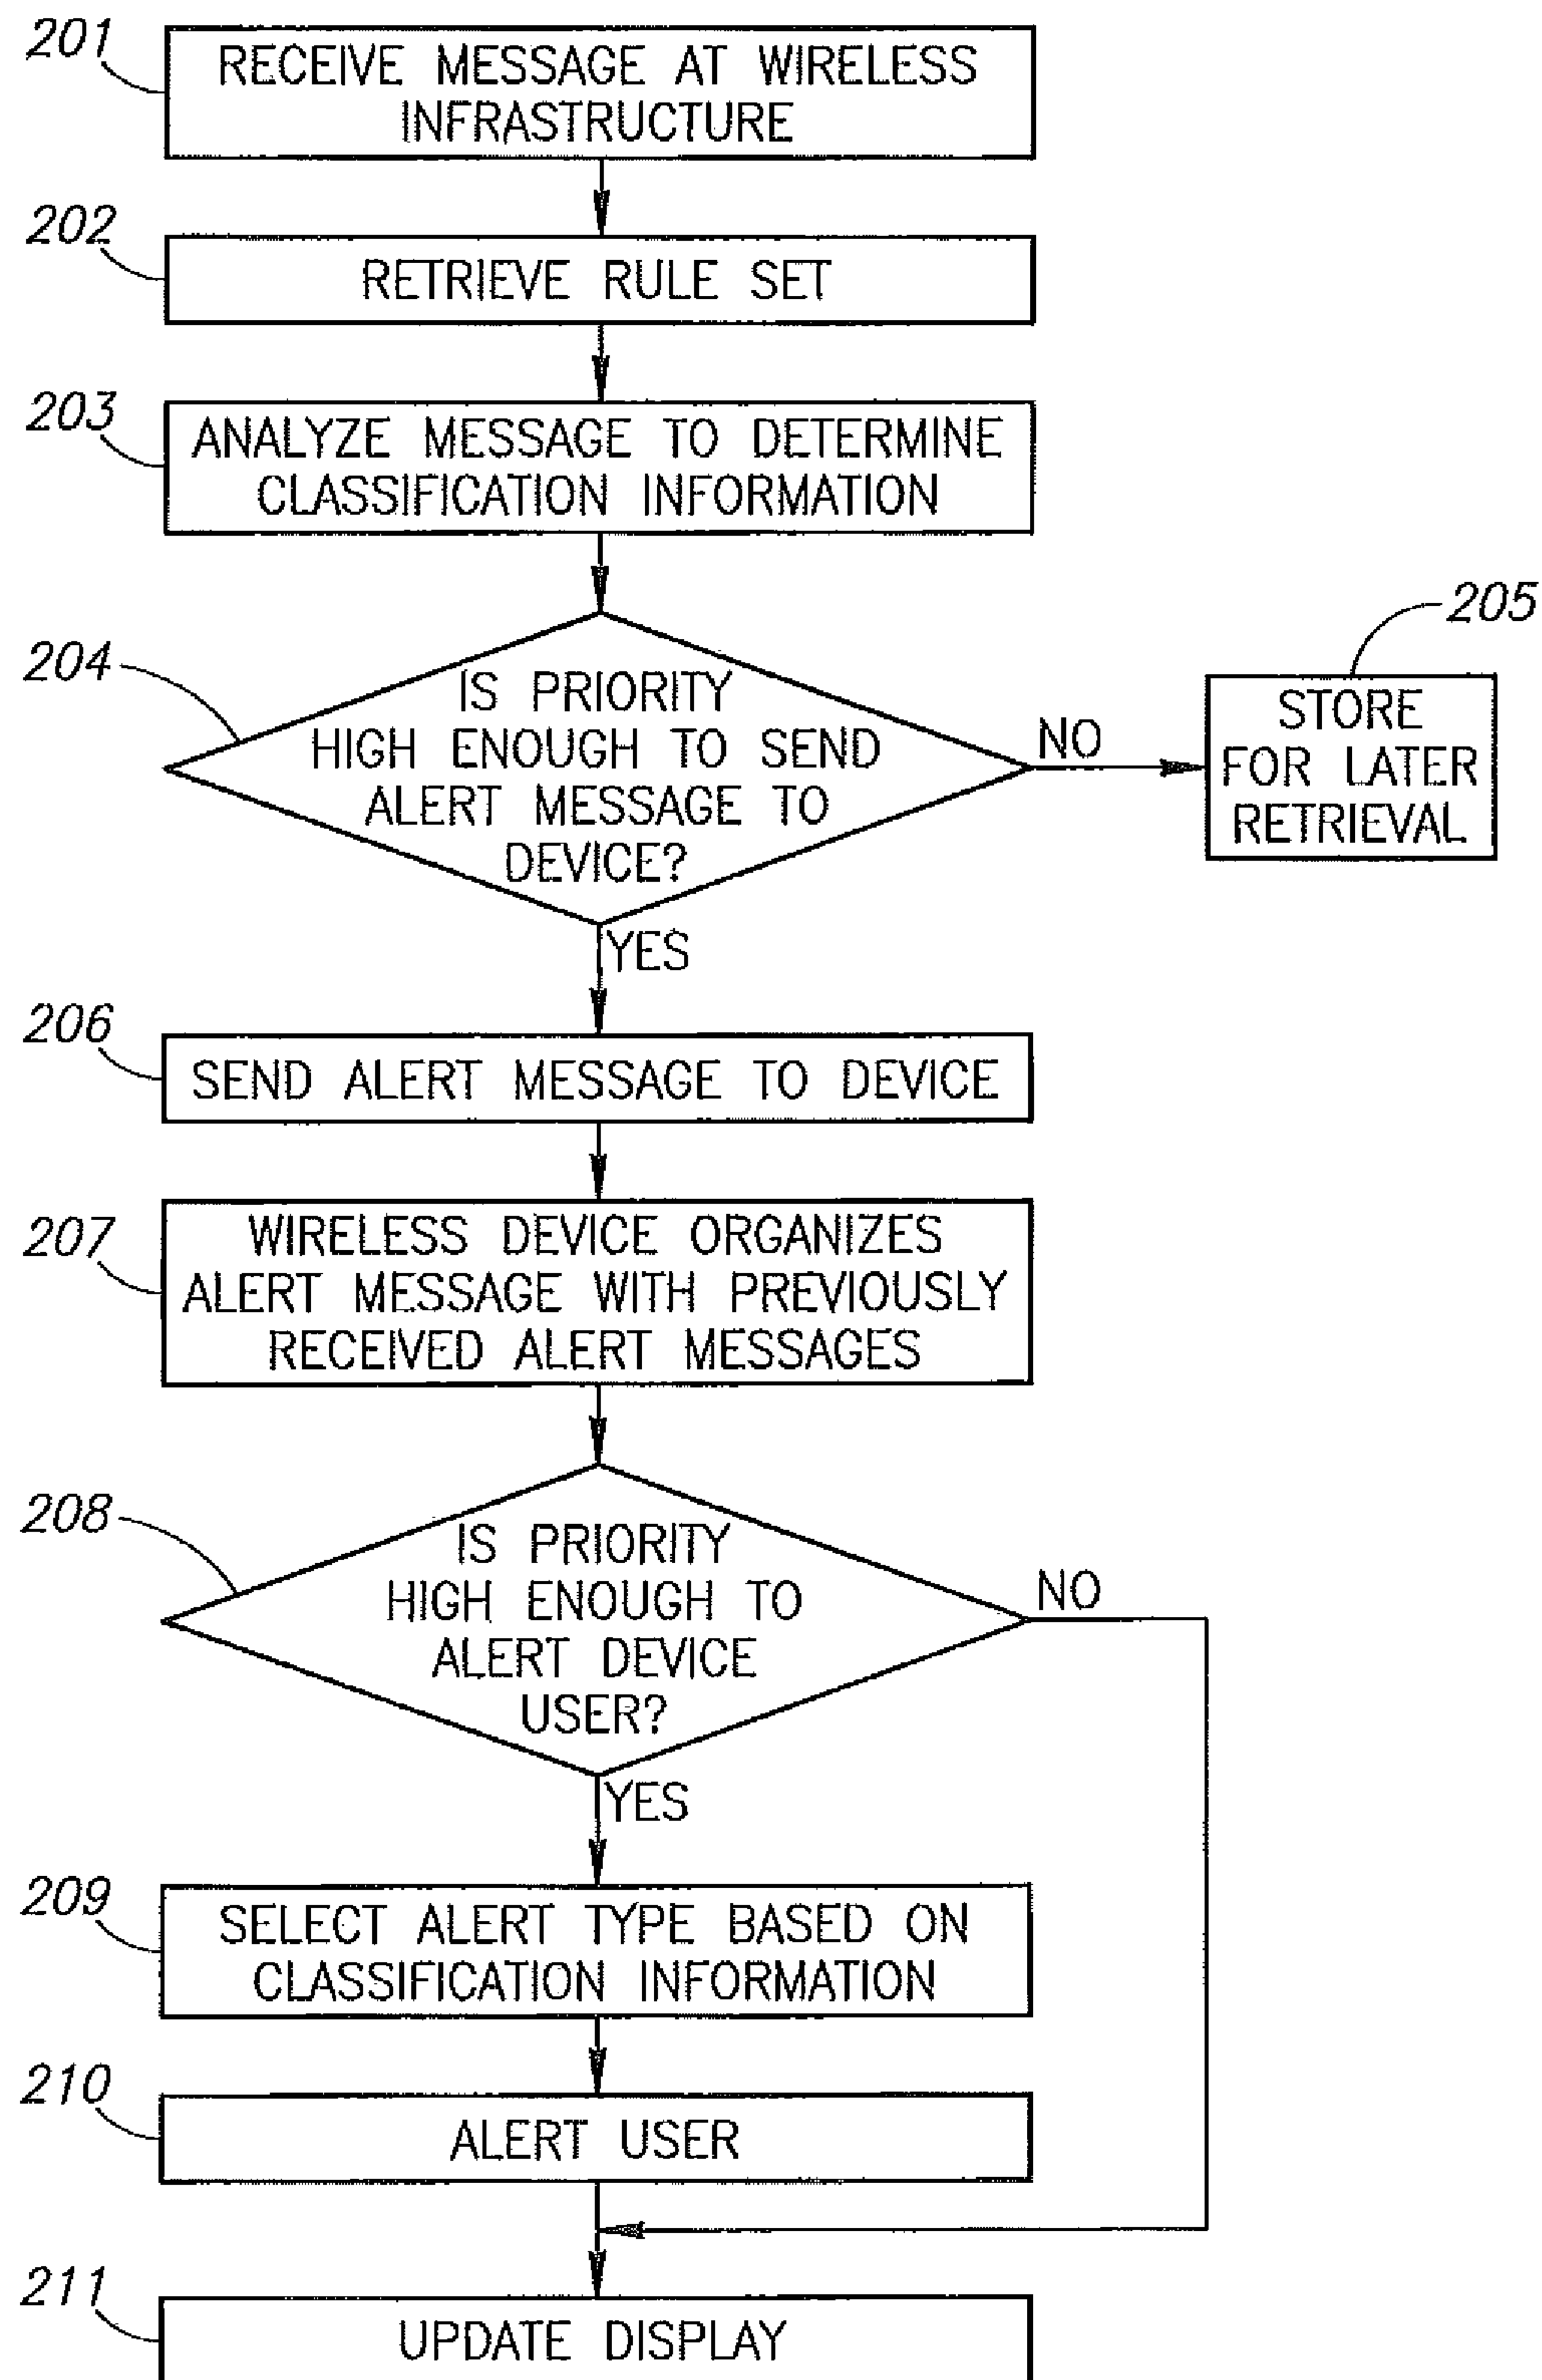 201
RECEIVE MESSAGE AT WIRELESS
INFRASTRUCTURE
202
RETRIEVE RULE SET
203
ANALYZE MESSAGE TO DETERMINE
CLASSIFICATION INFORMATION
204
IS PRIORITY
HIGH ENOUGH TO SEND
ALERT MESSAGE TO
DEVICE?
NO
205
STORE
FOR LATER
RETRIEVAL
YES
206
SEND ALERT MESSAGE TO DEVICE
207
WIRELESS DEVICE ORGANIZES
ALERT MESSAGE WITH PREVIOUSLY
RECEIVED ALERT MESSAGES
208
IS PRIORITY
HIGH ENOUGH TO
ALERT DEVICE
USER?
NO
YES
209
SELECT ALERT TYPE BASED ON
CLASSIFICATION INFORMATION
210
ALERT USER
211
UPDATE DISPLAY